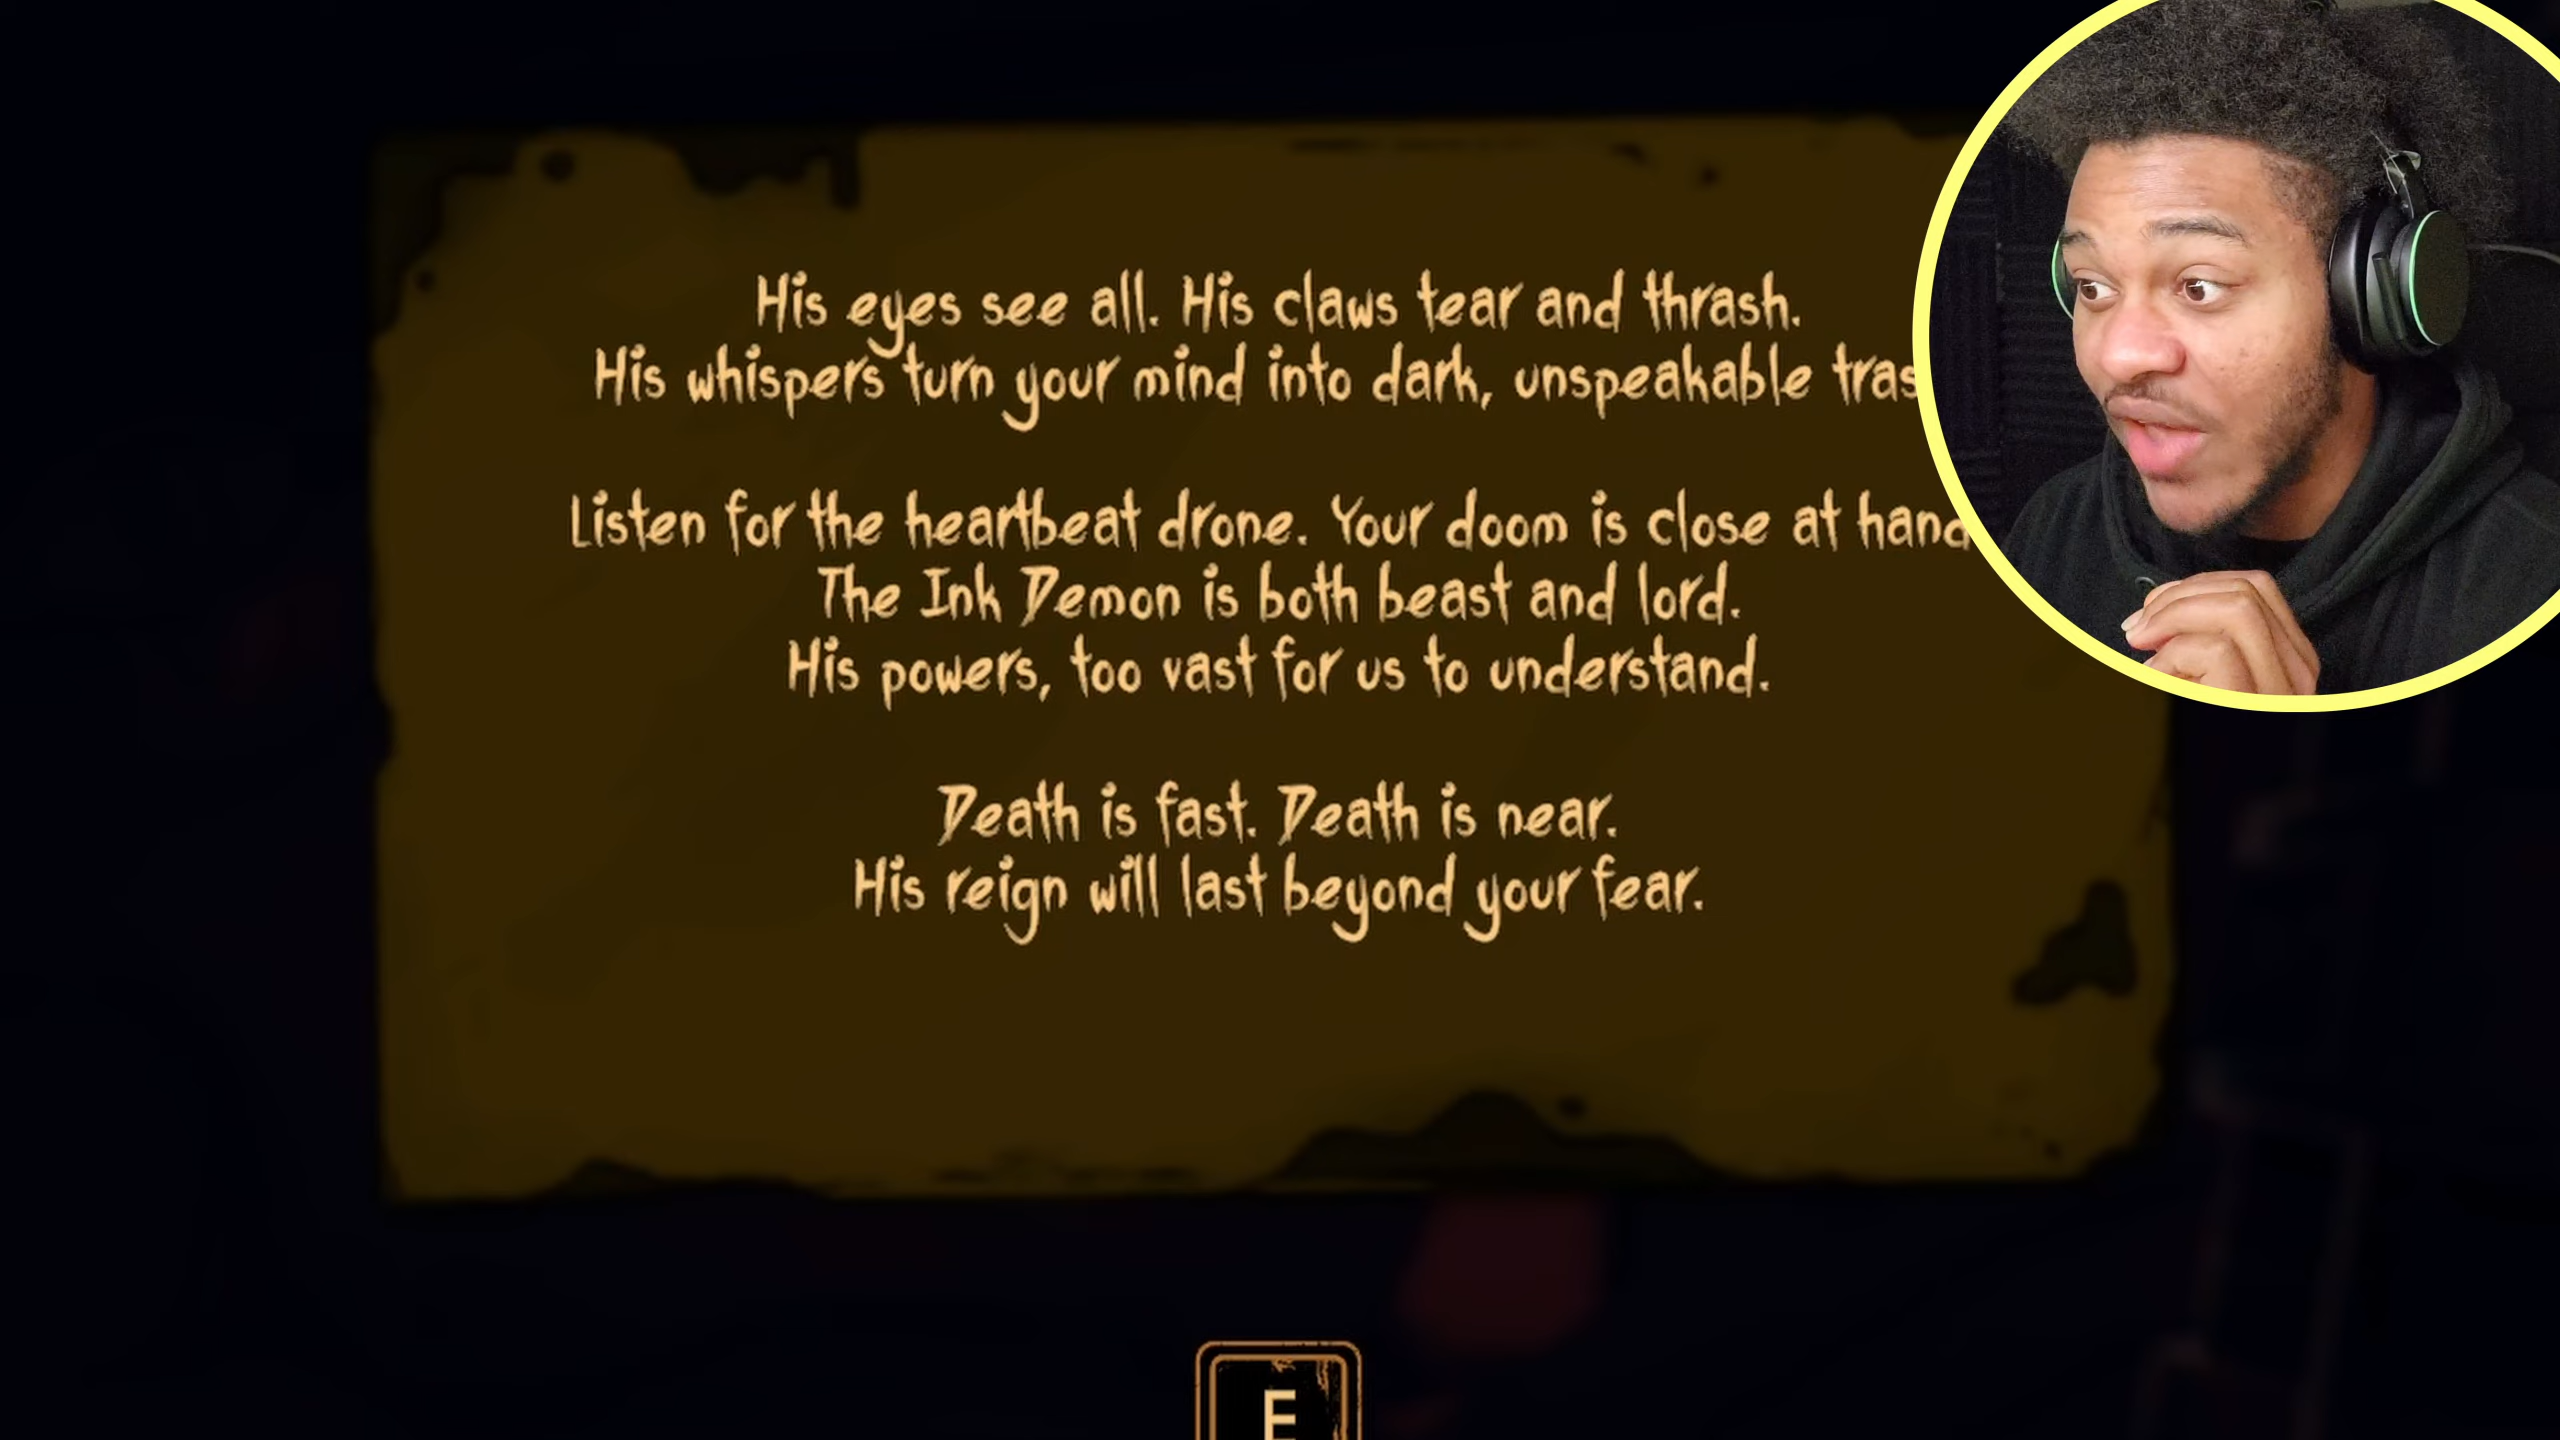 His eyes see all. His claws tear and thrash.
His whispers turn your mind into dark, unspeakable tras
Listen for the heartbeat drone. Your doom is close at hand
The Ink Demon is both beast and lord.
His powers, too vast for us to understand.
Death is fast. Death is near.
His reign will last beyond your fear.
E